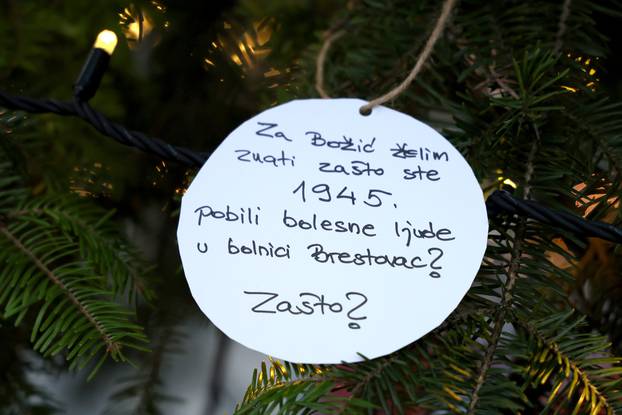 Za Božić želim
znati zašto ste
1945.
pobili bolesne ljude
u bolnici Brestovac?
Zašto?